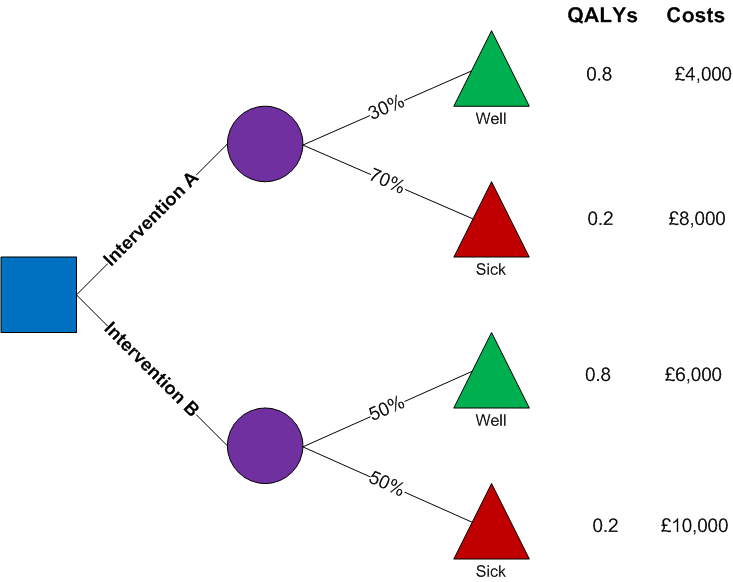 QALYs Costs
30%
0.8 £4,000
Well
Intervention A
70%
0.2 £8,000
Sick
Intervention B
50%
0.8 £6,000
Well
50%
0.2 £10,000
Sick